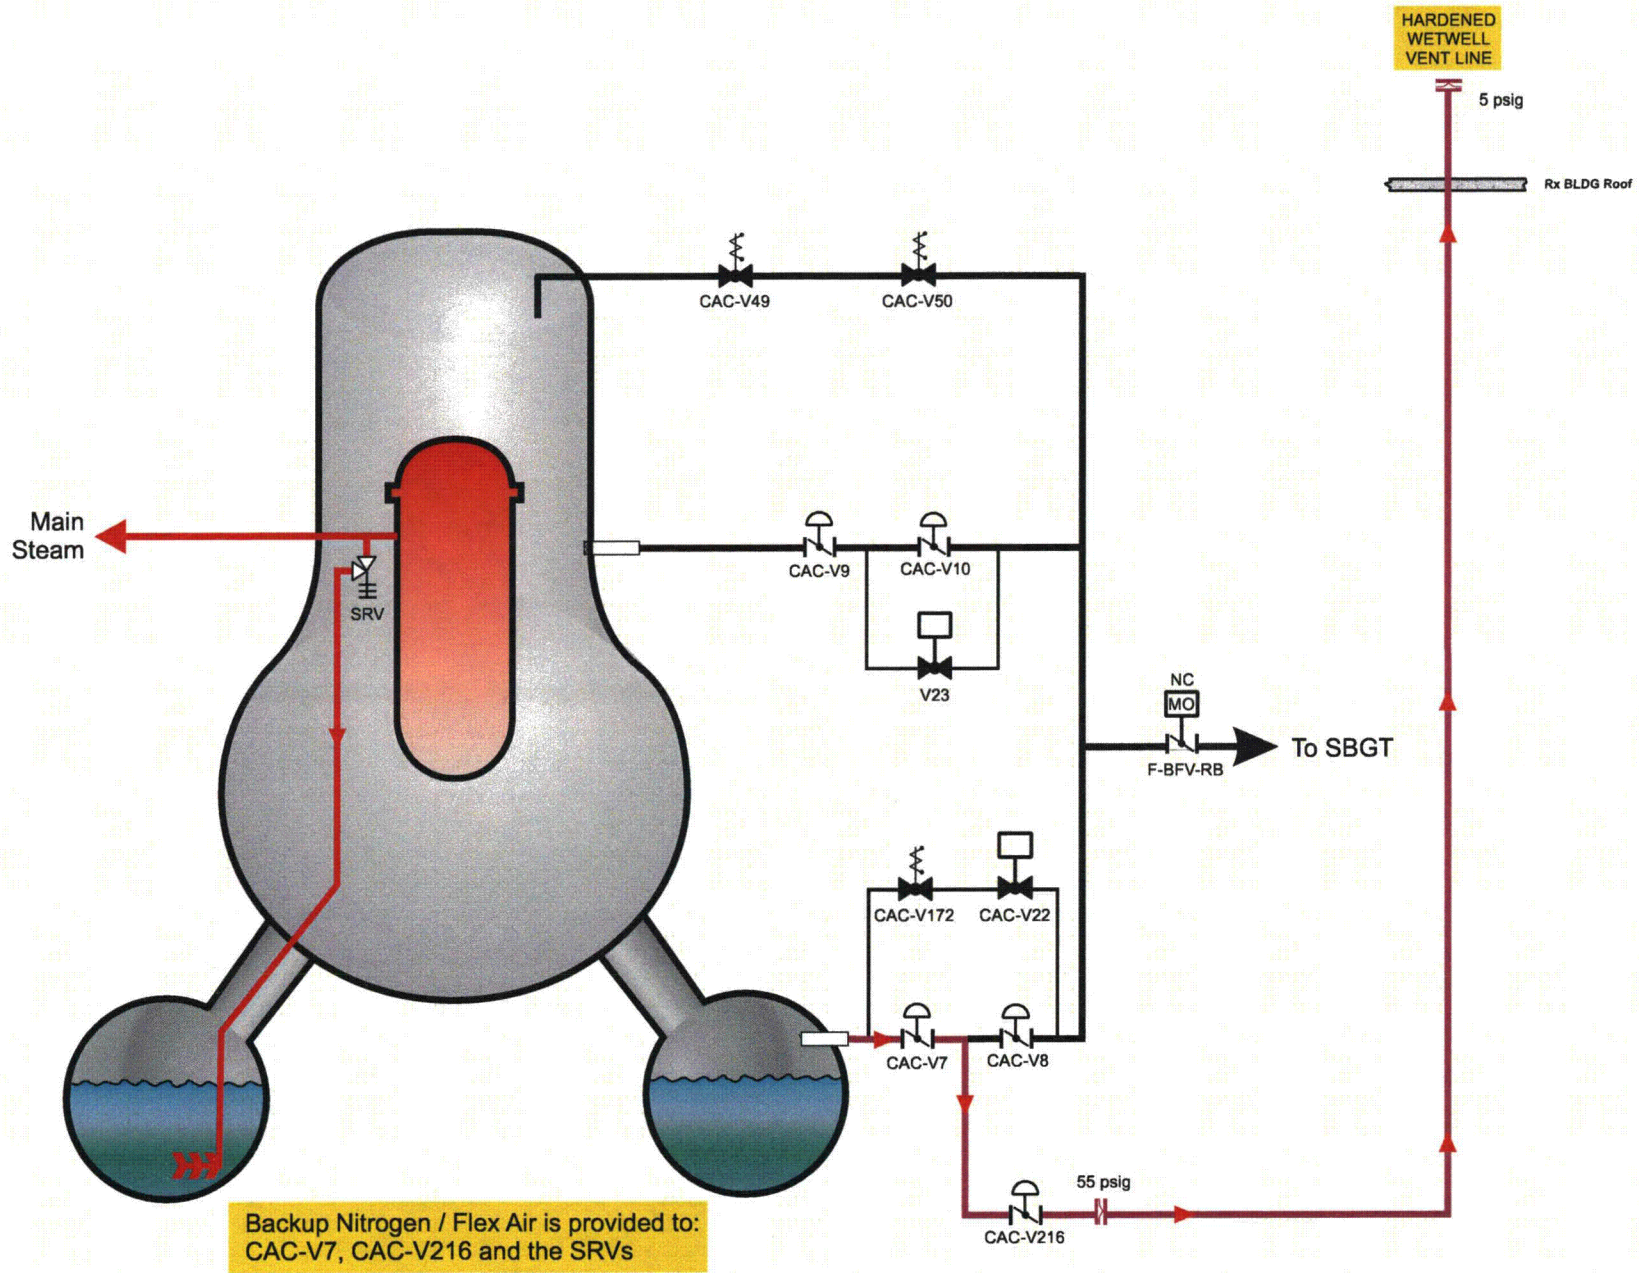 HARDENED
WETWELL
VENT LINE
5 psig
Rx BLDG Roof
CAC-V49
CAC-V50
Main
Steam
SRV
CAC-V9
CAC-V10
V23
NC
MO
To SBGT
F-BFV-RB
CAC-V172
CAC-V22
CAC-V7
CAC-V8
55 psig
CAC-V216
Backup Nitrogen / Flex Air is provided to:
CAC-V7, CAC-V216 and the SRVs